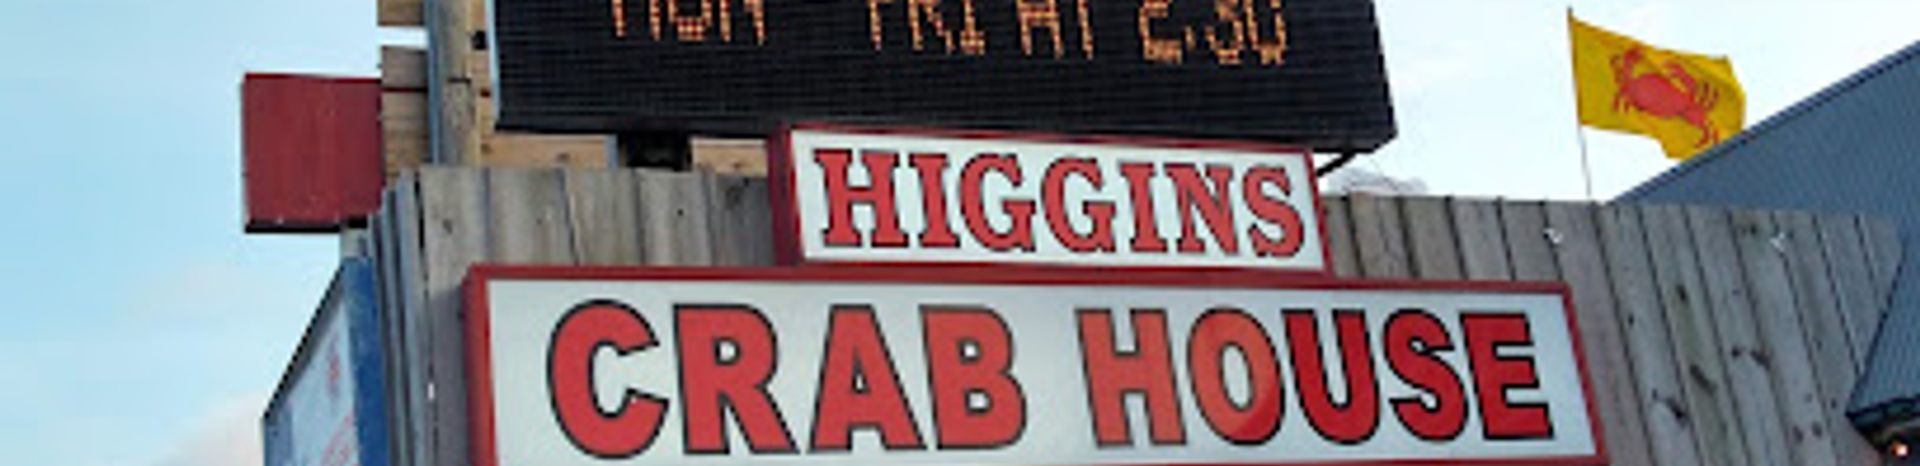 MON - FRI AT 2:30
HIGGINS
CRAB HOUSE